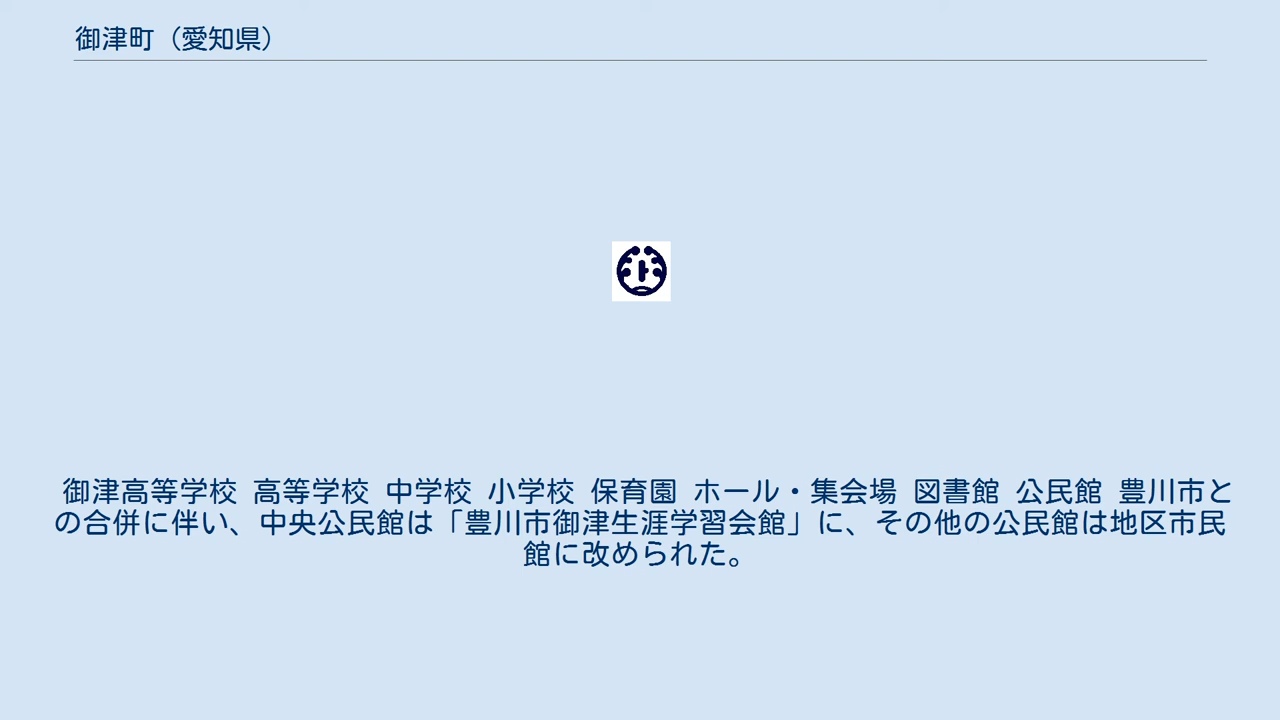 御津町（愛知県）
御津高等学校 高等学校 中学校 小学校 保育園 ホール・集会場 図書館 公民館 豊川市と
の合併に伴い、中央公民館は「豊川市御津生涯学習会館」に、その他の公民館は地区市民
館に改められた。